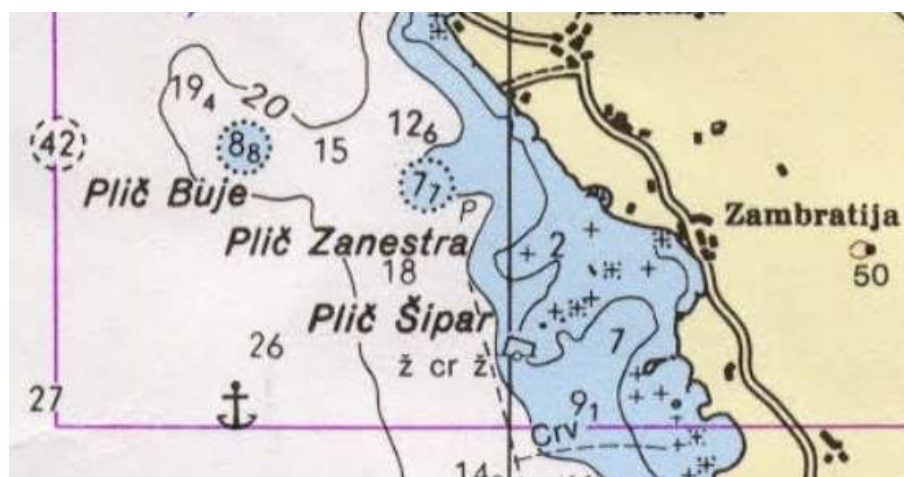 19₄
20
12₆
42
8₈
15
Plič Buje
7₇
P
Zambratija
Plič Zanestra
2
18
50
Plič Šipar
26
7
ž cr ž
27
9₁
Crv
14